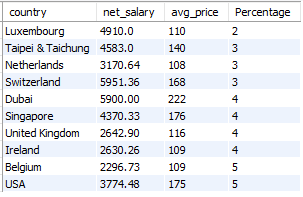 country net_salary avg_price Percentage
Luxembourg 4910.0 110 2
Taipei & Taichung 4583.0 140 3
Netherlands 3170.64 108 3
Switzerland 5951.36 168 3
Dubai 5900.00 222 4
Singapore 4370.33 176 4
United Kingdom 2642.90 116 4
Ireland 2630.26 109 4
Belgium 2296.73 109 5
USA 3774.48 175 5